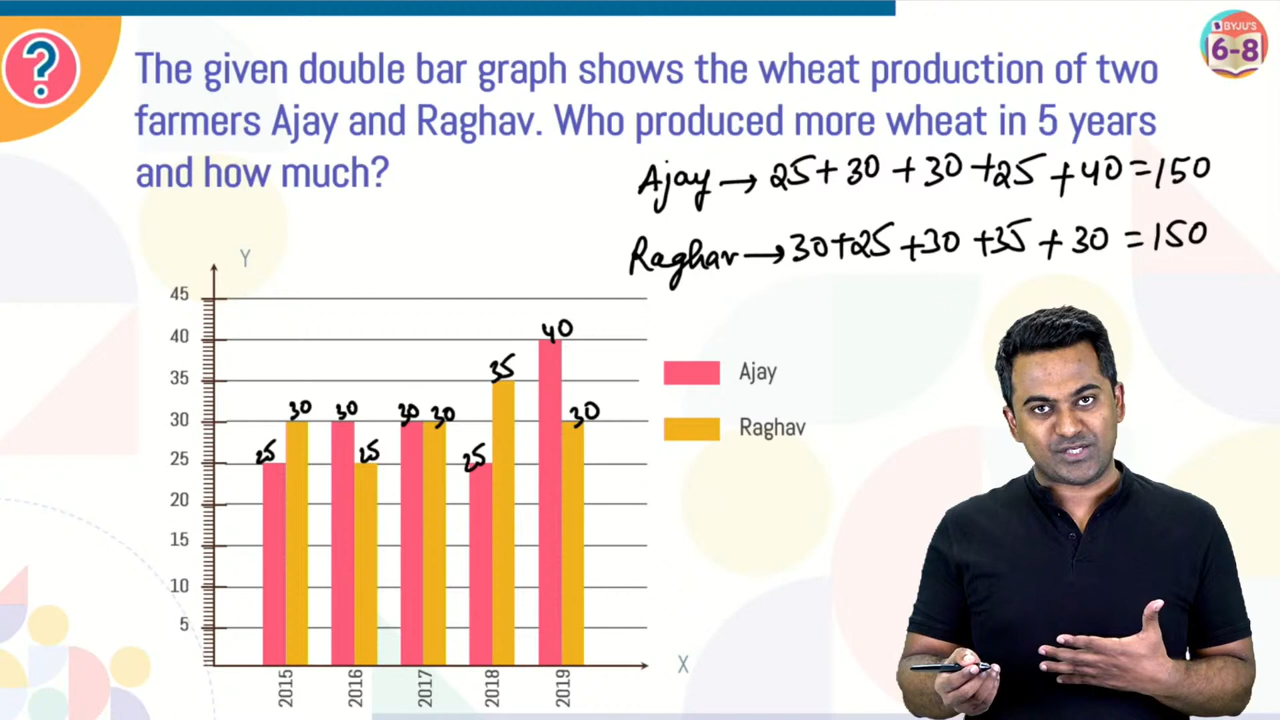 BYJU'S
6-8
?
The given double bar graph shows the wheat production of two
farmers Ajay and Raghav. Who produced more wheat in 5 years
and how much?
Ajay → 25+30+30+25+40=150
Raghav → 30+25+30+35+30=150
Y
45
40
35
30
25
20
15
10
5
40
35
30 30 30 30 30
25 25 25
Ajay
Raghav
X
2015 2016 2017 2018 2019